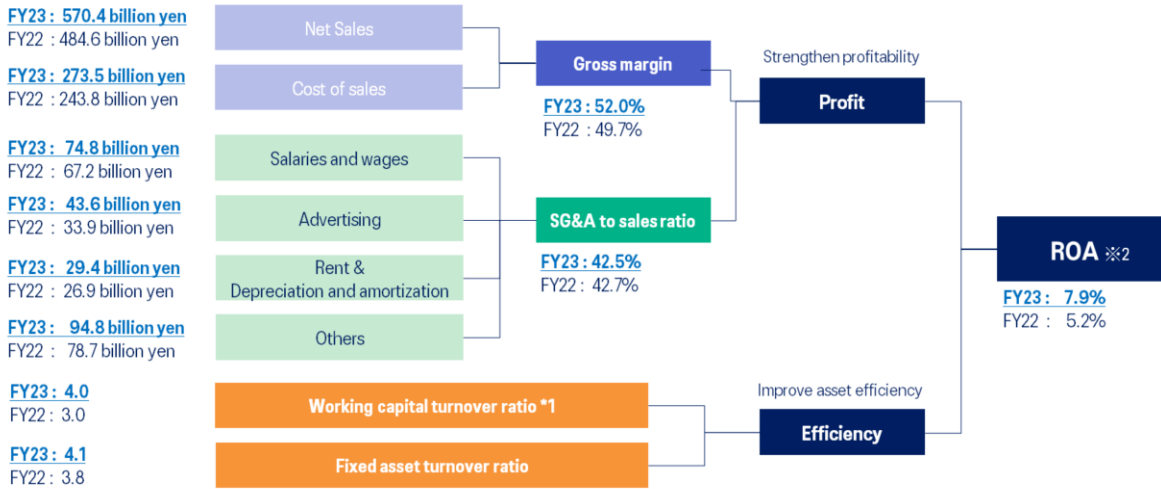 FY23 : 570.4 billion yen
FY22 : 484.6 billion yen
Net Sales
FY23 : 273.5 billion yen
FY22 : 243.8 billion yen
Cost of sales
Gross margin
FY23 : 52.0%
FY22 : 49.7%
Strengthen profitability
Profit
FY23 : 74.8 billion yen
FY22 : 67.2 billion yen
Salaries and wages
FY23 : 43.6 billion yen
FY22 : 33.9 billion yen
Advertising
SG&A to sales ratio
FY23 : 42.5%
FY22 : 42.7%
FY23 : 29.4 billion yen
FY22 : 26.9 billion yen
Rent &
Depreciation and amortization
FY23 : 94.8 billion yen
FY22 : 78.7 billion yen
Others
ROA ※2
FY23 : 7.9%
FY22 : 5.2%
FY23 : 4.0
FY22 : 3.0
Working capital turnover ratio *1
FY23 : 4.1
FY22 : 3.8
Fixed asset turnover ratio
Improve asset efficiency
Efficiency